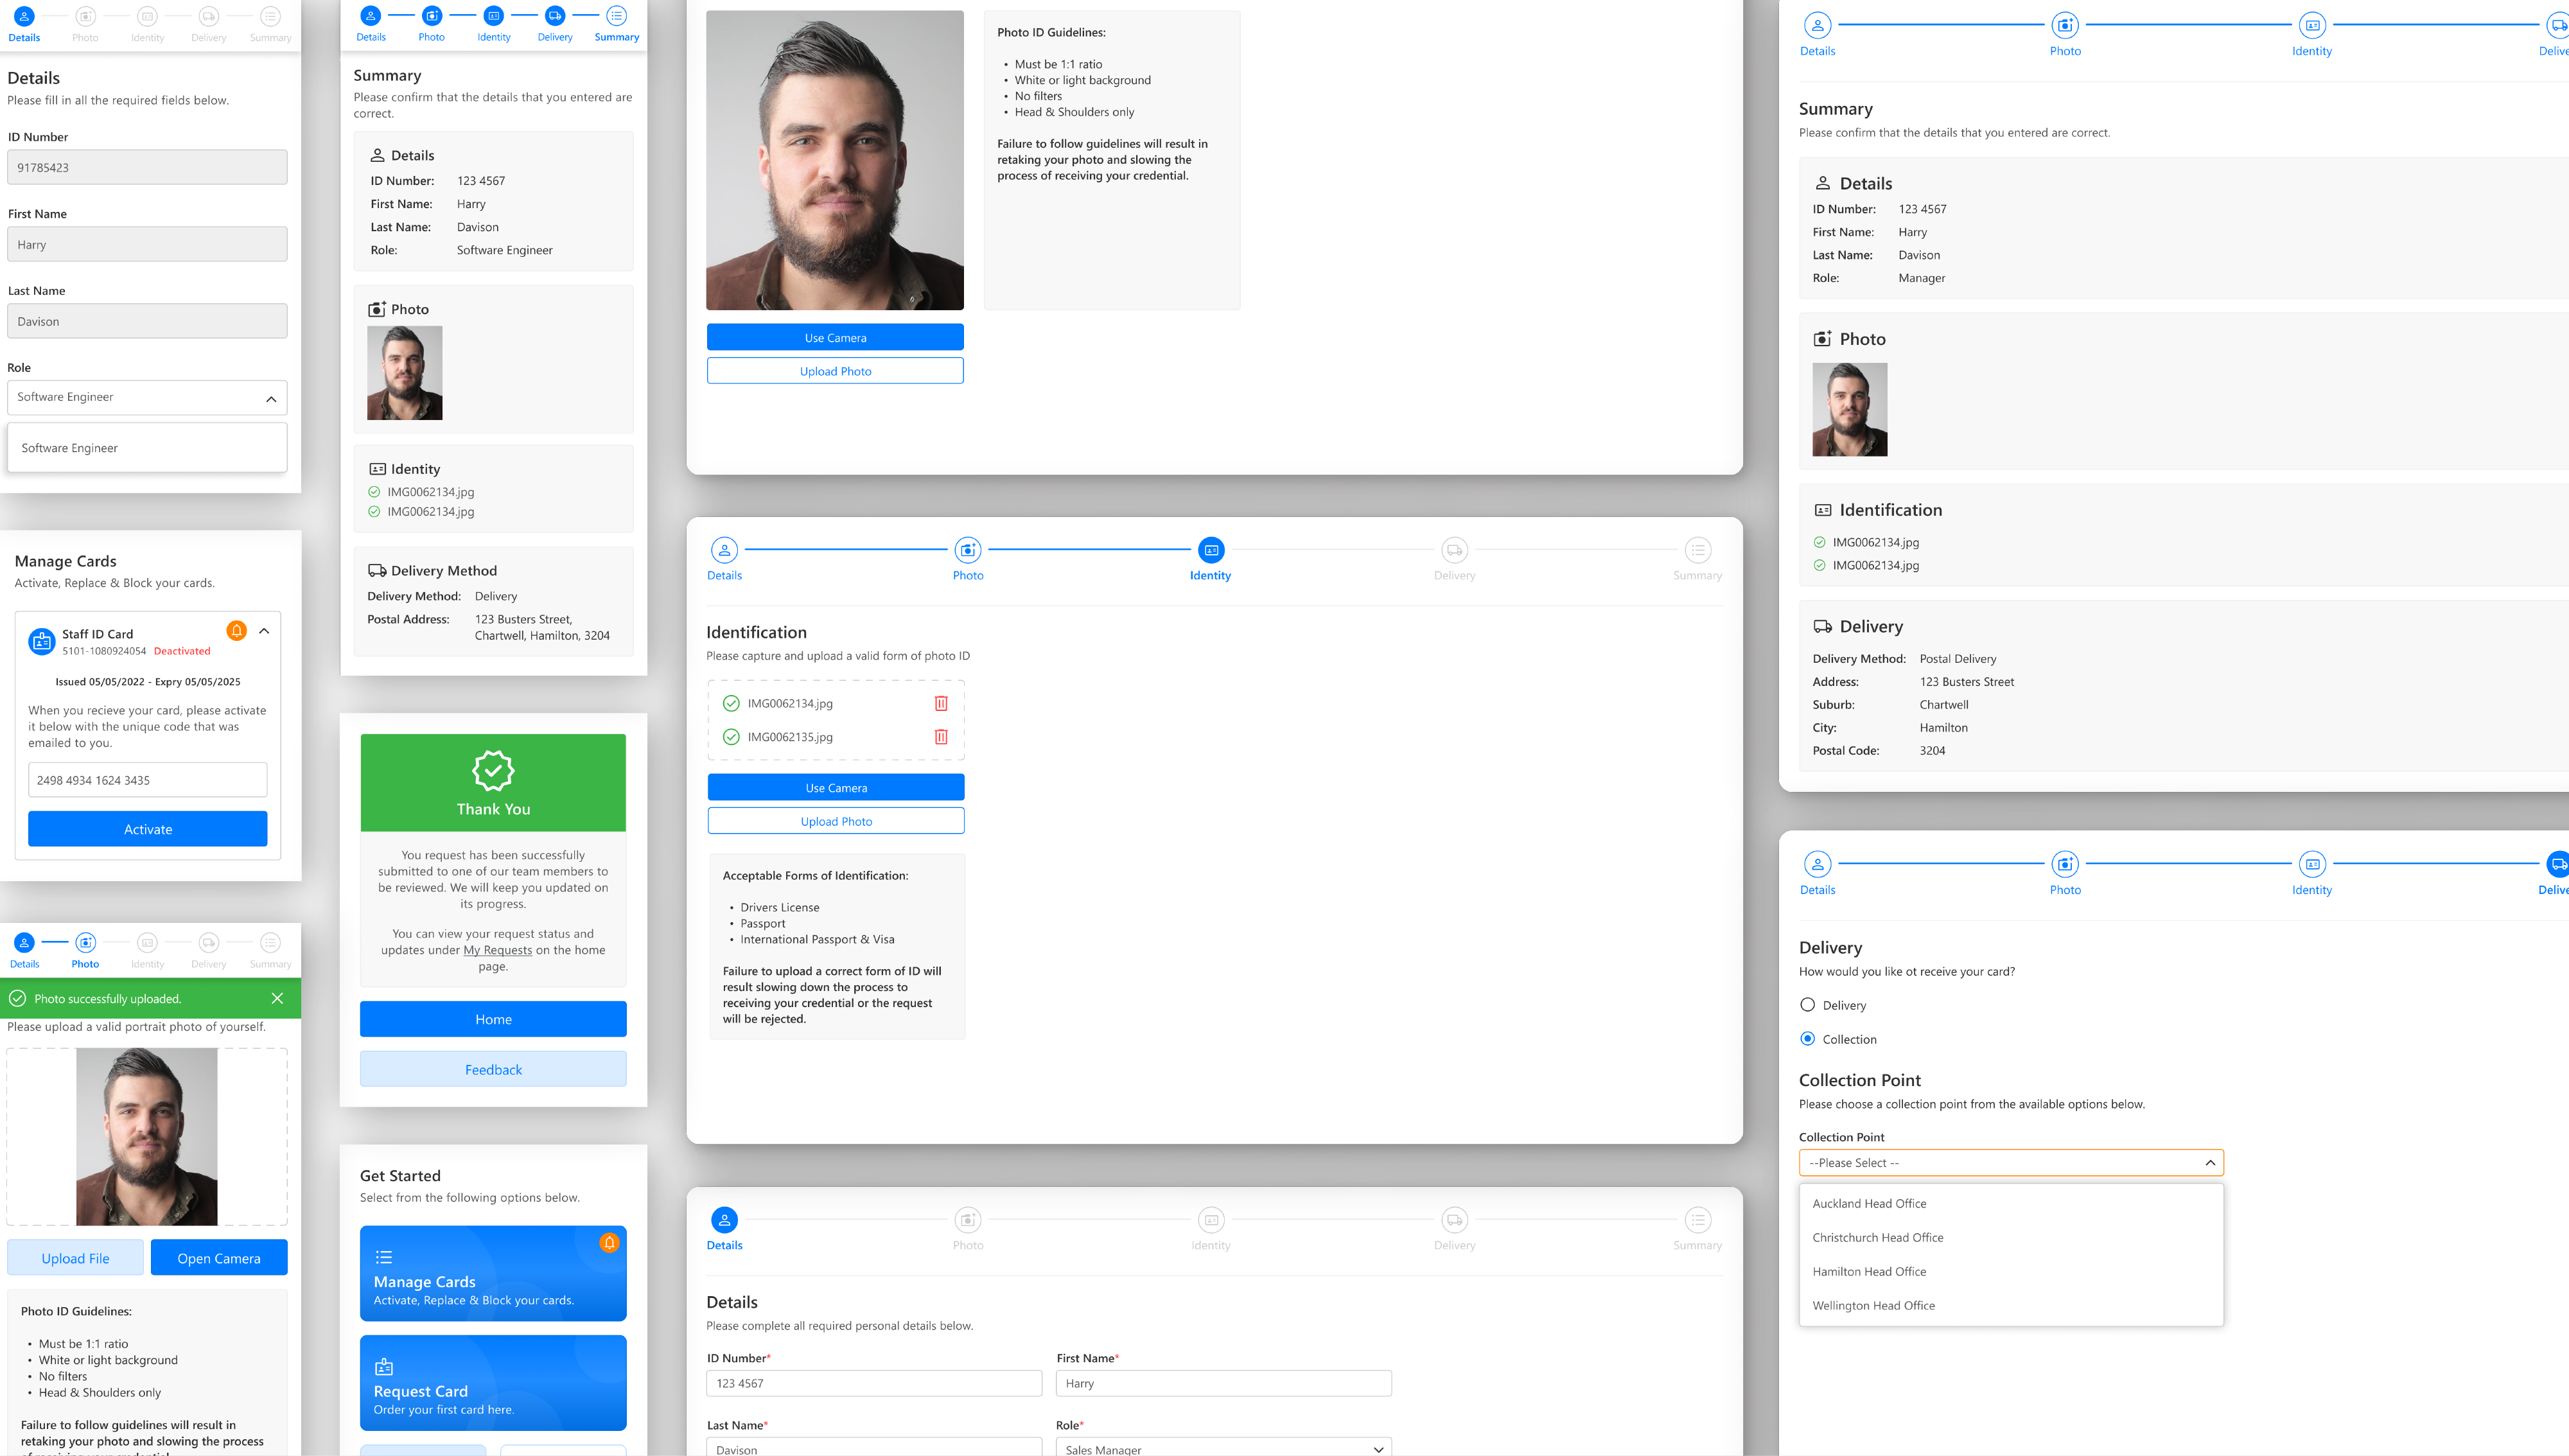 Details
Photo
Identity
Delivery
Summary
Details
Please fill in all the required fields below.
ID Number
91785423
First Name
Harry
Last Name
Davison
Role
Software Engineer
Software Engineer
Manage Cards
Activate, Replace & Block your cards.
Staff ID Card
5101-1080924054 Deactivated
Issued 05/05/2022 - Expry 05/05/2025
When you recieve your card, please activate
it below with the unique code that was
emailed to you.
2498 4934 1624 3435
Activate
Details
Photo
Identity
Delivery
Summary
Photo successfully uploaded.
Please upload a valid portrait photo of yourself.
Upload File
Open Camera
Photo ID Guidelines:
• Must be 1:1 ratio
• White or light background
• No filters
• Head & Shoulders only
Failure to follow guidelines will result in
retaking your photo and slowing the process
Details
Photo
Identity
Delivery
Summary
Summary
Please confirm that the details that you entered are
correct.
Details
ID Number: 123 4567
First Name: Harry
Last Name: Davison
Role: Software Engineer
Photo
Identity
IMG0062134.jpg
IMG0062134.jpg
Delivery Method
Delivery Method: Delivery
Postal Address: 123 Busters Street,
Chartwell, Hamilton, 3204
Thank You
You request has been successfully
submitted to one of our team members to
be reviewed. We will keep you updated on
its progress.
You can view your request status and
updates under My Requests on the home
page.
Home
Feedback
Get Started
Select from the following options below.
Manage Cards
Activate, Replace & Block your cards.
Request Card
Order your first card here.
Photo ID Guidelines:
• Must be 1:1 ratio
• White or light background
• No filters
• Head & Shoulders only
Failure to follow guidelines will result in
retaking your photo and slowing the
process of receiving your credential.
Use Camera
Upload Photo
Details
Photo
Identity
Delivery
Summary
Identification
Please capture and upload a valid form of photo ID
IMG0062134.jpg
IMG0062135.jpg
Use Camera
Upload Photo
Acceptable Forms of Identification:
• Drivers License
• Passport
• International Passport & Visa
Failure to upload a correct form of ID will
result slowing down the process to
receiving your credential or the request
will be rejected.
Details
Photo
Identity
Delivery
Summary
Details
Please complete all required personal details below.
ID Number*
First Name*
123 4567
Harry
Last Name*
Role*
Davison
Sales Manager
Details
Photo
Identity
Delive
Summary
Please confirm that the details that you entered are correct.
Details
ID Number: 123 4567
First Name: Harry
Last Name: Davison
Role: Manager
Photo
Identification
IMG0062134.jpg
IMG0062134.jpg
Delivery
Delivery Method: Postal Delivery
Address: 123 Busters Street
Suburb: Chartwell
City: Hamilton
Postal Code: 3204
Details
Photo
Identity
Delive
Delivery
How would you like ot receive your card?
Delivery
Collection
Collection Point
Please choose a collection point from the available options below.
Collection Point
--Please Select --
Auckland Head Office
Christchurch Head Office
Hamilton Head Office
Wellington Head Office